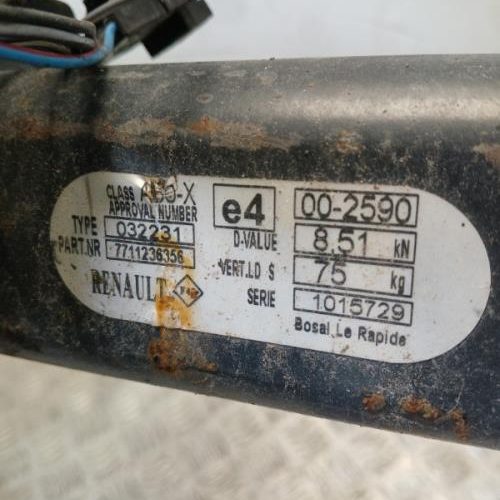 CLASS A50-X
APPROVAL NUMBER e4 00-2590
TYPE 032231 D-VALUE 8,51 kN
PART.NR 7711236356 VERT.LD S 75 kg
RENAULT SERIE 1015729
Bosal Le Rapide